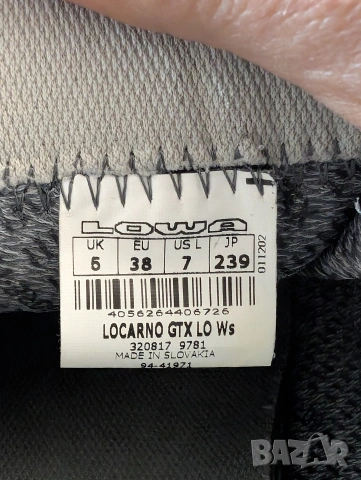 LOWA
UK EU US L JP
5 38 7 239
011202
4056264406726
LOCARNO GTX LO Ws
320817 9781
MADE IN SLOVAKIA
94-41971
BAZAR